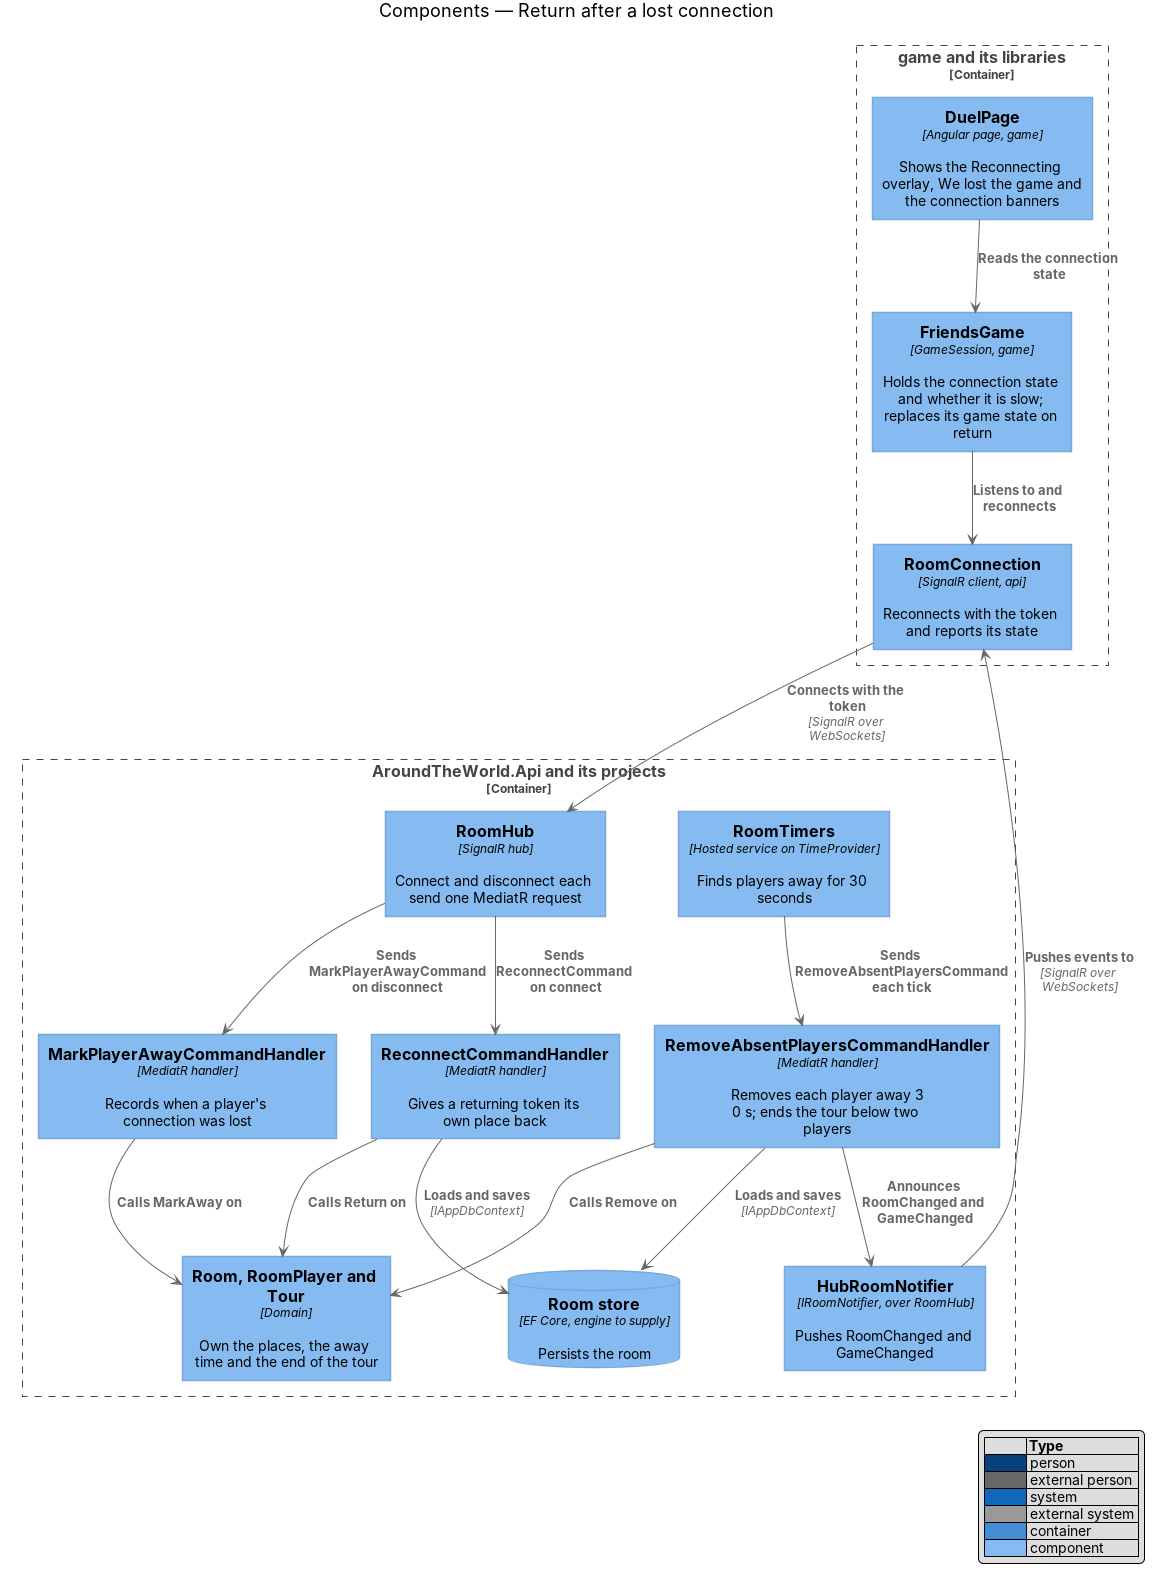 Components — Return after a lost connection
game and its libraries
[Container]
DuelPage
[Angular page, game]
Shows the Reconnecting
overlay, We lost the game and
the connection banners
Reads the connection
state
FriendsGame
[GameSession, game]
Holds the connection state
and whether it is slow;
replaces its game state on
return
Listens to and
reconnects
RoomConnection
[SignalR client, api]
Reconnects with the token
and reports its state
Connects with the
token
[SignalR over
WebSockets]
AroundTheWorld.Api and its projects
[Container]
RoomHub
[SignalR hub]
Connect and disconnect each
send one MediatR request
RoomTimers
[Hosted service on TimeProvider]
Finds players away for 30
seconds
Sends
MarkPlayerAwayCommand
on disconnect
Sends
ReconnectCommand
on connect
Sends
RemoveAbsentPlayersCommand
each tick
Pushes events to
[SignalR over
WebSockets]
MarkPlayerAwayCommandHandler
[MediatR handler]
Records when a player's
connection was lost
ReconnectCommandHandler
[MediatR handler]
Gives a returning token its
own place back
RemoveAbsentPlayersCommandHandler
[MediatR handler]
Removes each player away 3
0 s; ends the tour below two
players
Calls MarkAway on
Calls Return on
Loads and saves
[IAppDbContext]
Calls Remove on
Loads and saves
[IAppDbContext]
Announces
RoomChanged and
GameChanged
Room, RoomPlayer and
Tour
[Domain]
Own the places, the away
time and the end of the tour
Room store
[EF Core, engine to supply]
Persists the room
HubRoomNotifier
[IRoomNotifier, over RoomHub]
Pushes RoomChanged and
GameChanged
Type
person
external person
system
external system
container
component